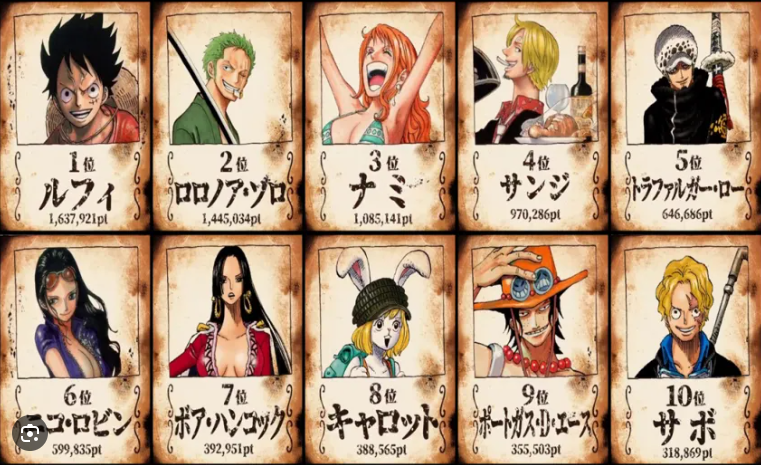 1位
ルフィ
1,637,921pt
2位
ロロノア・ゾロ
1,445,034pt
3位
ナミ
1,085,141pt
4位
サンジ
970,286pt
5位
トラファルガー・ロー
646,686pt
6位
ニコ・ロビン
599,835pt
7位
ボア・ハンコック
392,951pt
8位
キャロット
388,565pt
9位
ポートガス・D・エース
355,503pt
10位
サボ
318,869pt